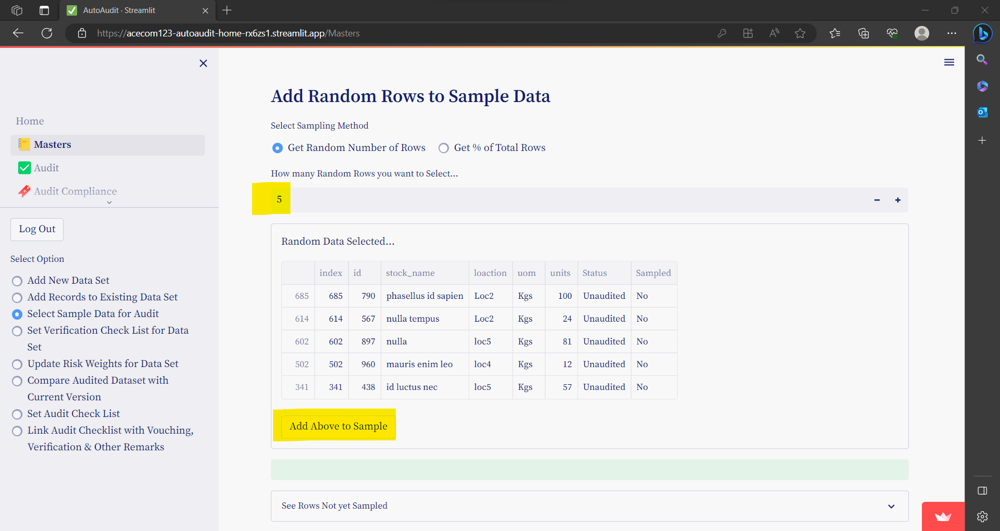 AutoAudit · Streamlit
https://acecom123-autoaudit-home-rx6zs1.streamlit.app/Masters
Home
Masters
Audit
Audit Compliance
Log Out
Select Option
Add New Data Set
Add Records to Existing Data Set
Select Sample Data for Audit
Set Verification Check List for Data
Set
Update Risk Weights for Data Set
Compare Audited Dataset with
Current Version
Set Audit Check List
Link Audit Checklist with Vouching,
Verification & Other Remarks
Add Random Rows to Sample Data
Select Sampling Method
Get Random Number of Rows Get % of Total Rows
How many Random Rows you want to Select...
5
Random Data Selected...
index id stock_name loaction uom units Status Sampled
685 685 790 phasellus id sapien Loc2 Kgs 100 Unaudited No
614 614 567 nulla tempus Loc2 Kgs 24 Unaudited No
602 602 897 nulla loc5 Kgs 81 Unaudited No
502 502 960 mauris enim leo loc4 Kgs 12 Unaudited No
341 341 438 id luctus nec loc5 Kgs 57 Unaudited No
Add Above to Sample
See Rows Not yet Sampled